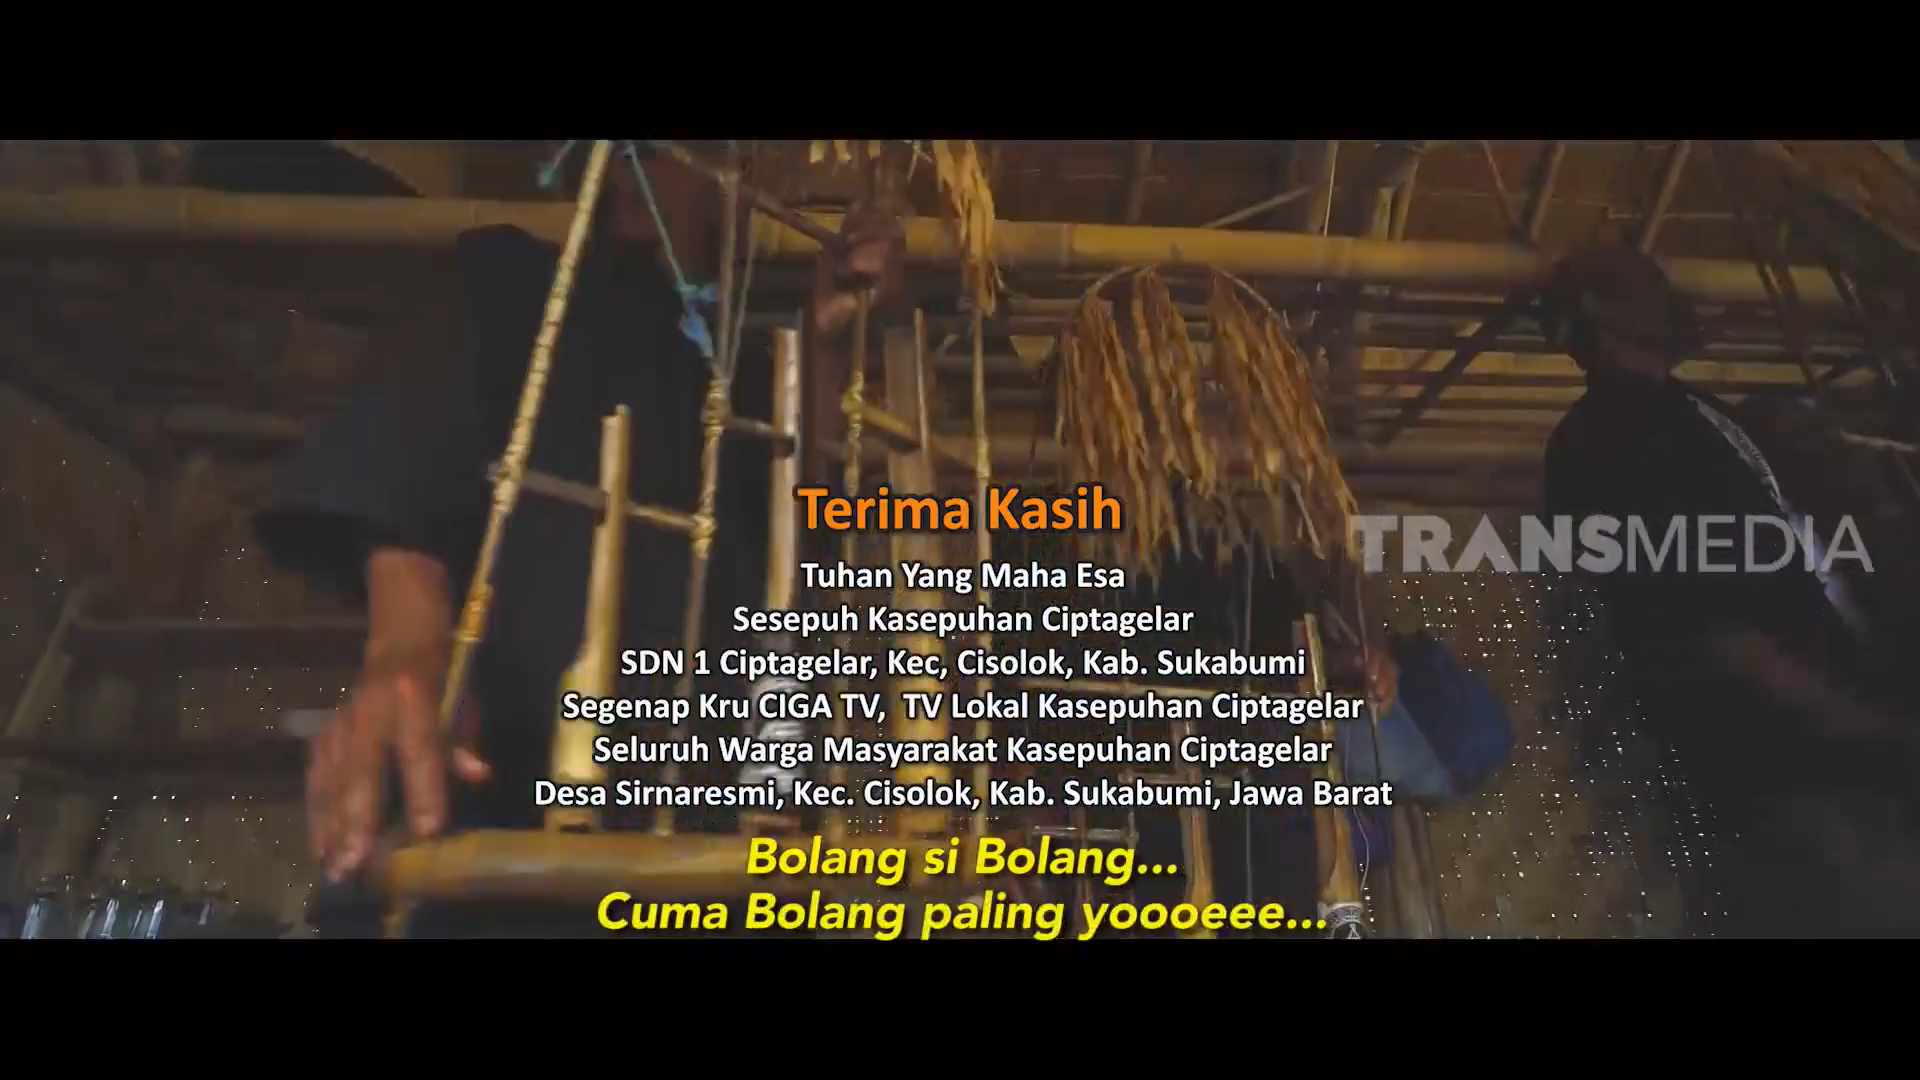 Terima Kasih
TRANSMEDIA
Tuhan Yang Maha Esa
Sesepuh Kasepuhan Ciptagelar
SDN 1 Ciptagelar, Kec, Cisolok, Kab. Sukabumi
Segenap Kru CIGA TV,  TV Lokal Kasepuhan Ciptagelar
Seluruh Warga Masyarakat Kasepuhan Ciptagelar
Desa Sirnaresmi, Kec. Cisolok, Kab. Sukabumi, Jawa Barat
Bolang si Bolang...
Cuma Bolang paling yoooeee...